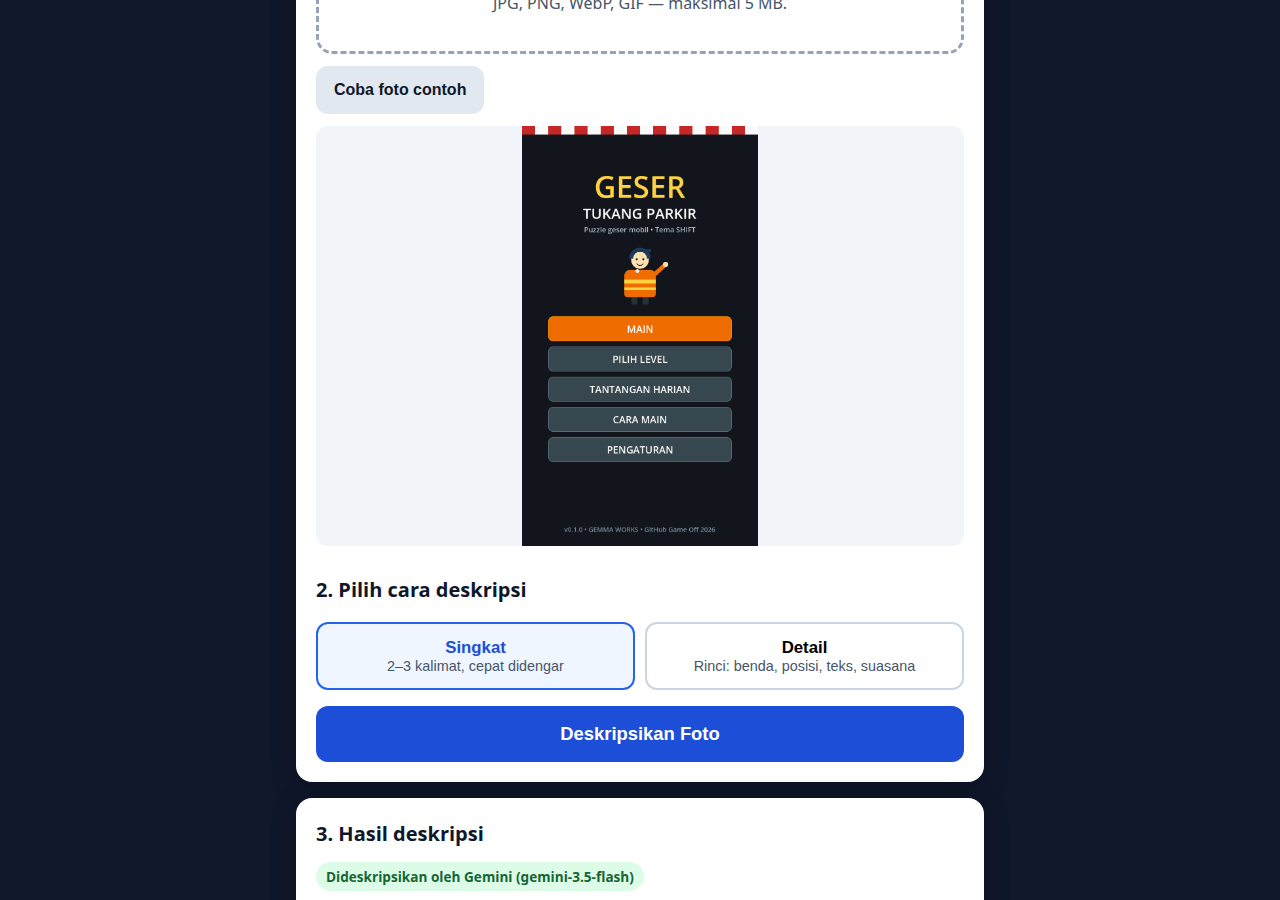 JPG, PNG, WebP, GIF — maksimal 5 MB.
Coba foto contoh
GESER
TUKANG PARKIR
Puzzle geser mobil • Tema SHIFT
MAIN
PILIH LEVEL
TANTANGAN HARIAN
CARA MAIN
PENGATURAN
v0.1.0 • GEMMA WORKS • GitHub Game Off 2026
2. Pilih cara deskripsi
Singkat
2–3 kalimat, cepat didengar
Detail
Rinci: benda, posisi, teks, suasana
Deskripsikan Foto
3. Hasil deskripsi
Dideskripsikan oleh Gemini (gemini-3.5-flash)